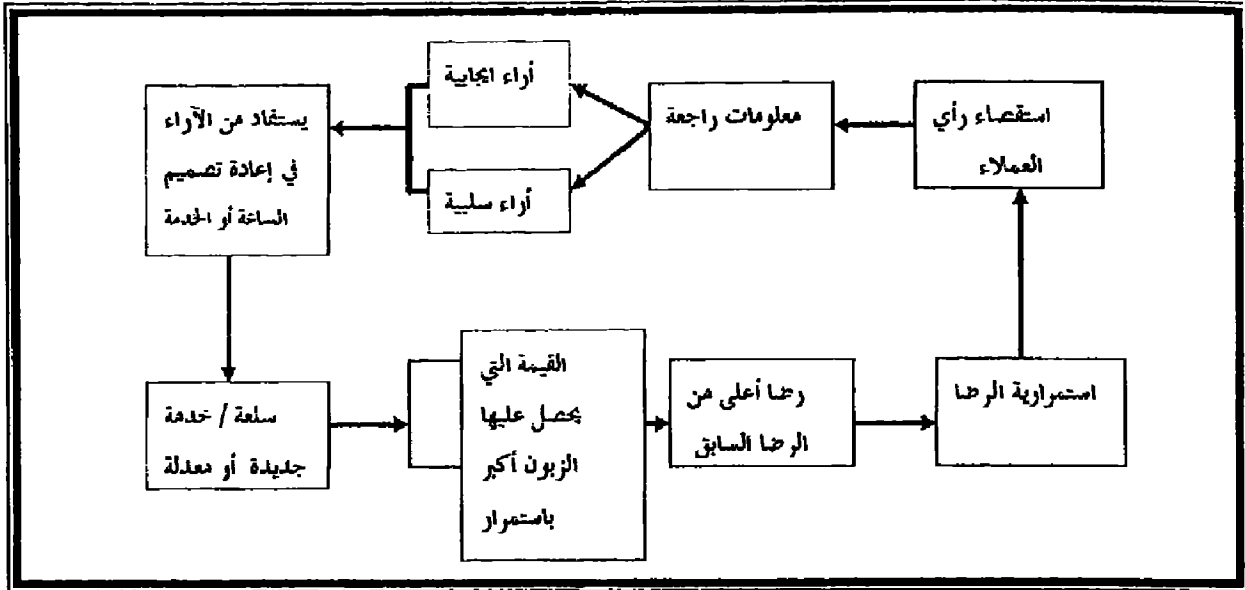 استقصاء رأي
العملاء
معلومات راجعة
أراء ايجابية
أراء سلبية
يستفاد من الآراء
في إعادة تصميم
السلعة أو الخدمة
سلعة / خدمة
جديدة أو معدلة
القيمة التي
يحصل عليها
الزبون أكبر
باستمرار
رضا أعلى من
الرضا السابق
استمرارية الرضا